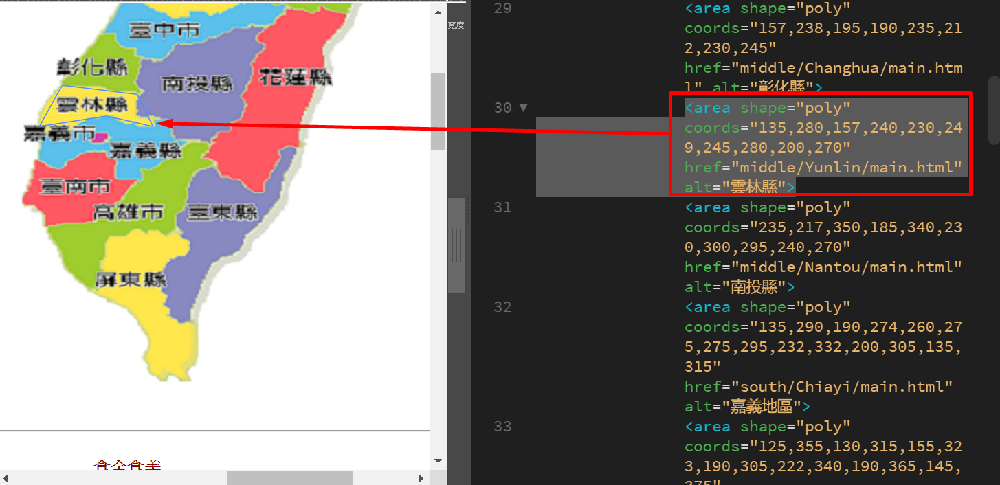 臺中市
彰化縣
南投縣
花蓮縣
雲林縣
嘉義市
嘉義縣
臺南市
高雄市
臺東縣
屏東縣
寬度
29
<area shape="poly"
coords="157,238,195,190,235,21
2,230,245"
href="middle/Changhua/main.htm
l" alt="彰化縣">
30
<area shape="poly"
coords="135,280,157,240,230,24
9,245,280,200,270"
href="middle/Yunlin/main.html"
alt="雲林縣">
31
<area shape="poly"
coords="235,217,350,185,340,23
0,300,295,240,270"
href="middle/Nantou/main.html"
alt="南投縣">
32
<area shape="poly"
coords="135,290,190,274,260,27
5,275,295,232,332,200,305,135,
315"
href="south/Chiayi/main.html"
alt="嘉義地區">
33
<area shape="poly"
coords="125,355,130,315,155,32
3,190,305,222,340,190,365,145,
375"